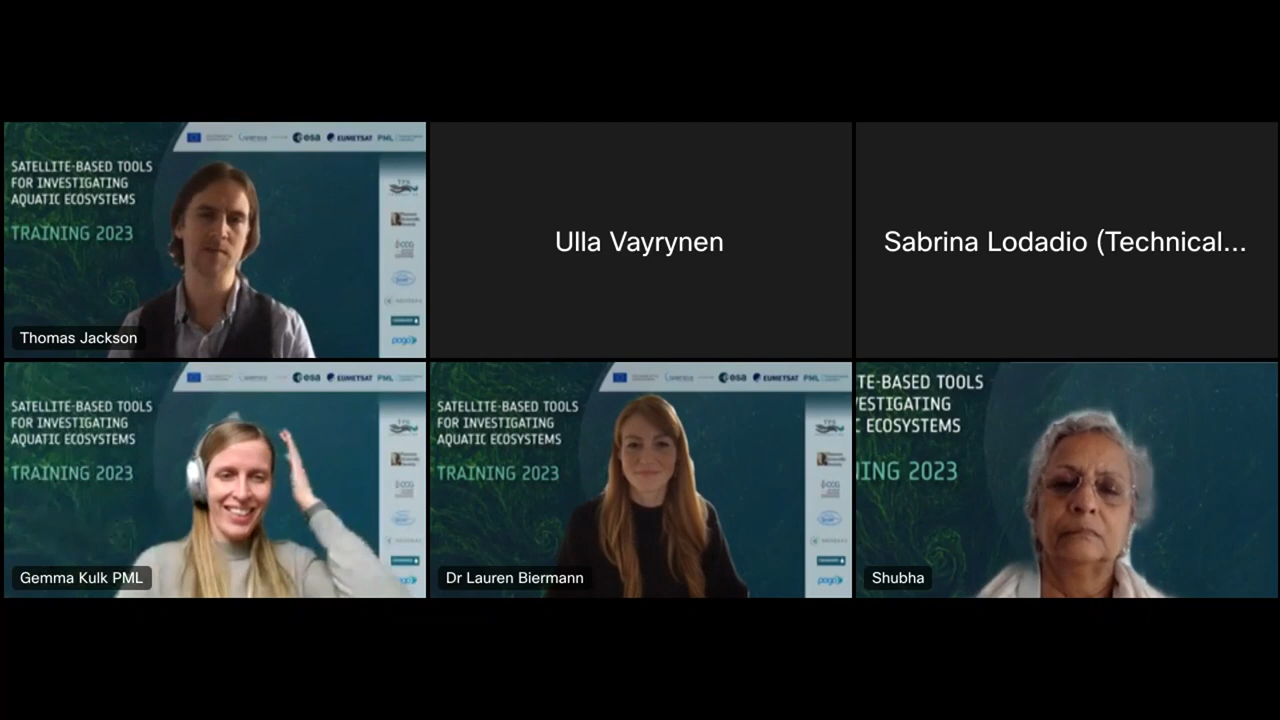 esa EUMETSAT PML
SATELLITE-BASED TOOLS
FOR INVESTIGATING
AQUATIC ECOSYSTEMS
TRAINING 2023
pogo
Thomas Jackson
Ulla Vayrynen
Sabrina Lodadio (Technical...
esa EUMETSAT PML
SATELLITE-BASED TOOLS
FOR INVESTIGATING
AQUATIC ECOSYSTEMS
TRAINING 2023
Gemma Kulk PML
esa EUMETSAT PML
SATELLITE-BASED TOOLS
FOR INVESTIGATING
AQUATIC ECOSYSTEMS
TRAINING 2023
pogo
Dr Lauren Biermann
TE-BASED TOOLS
VESTIGATING
C ECOSYSTEMS
ING 2023
Shubha